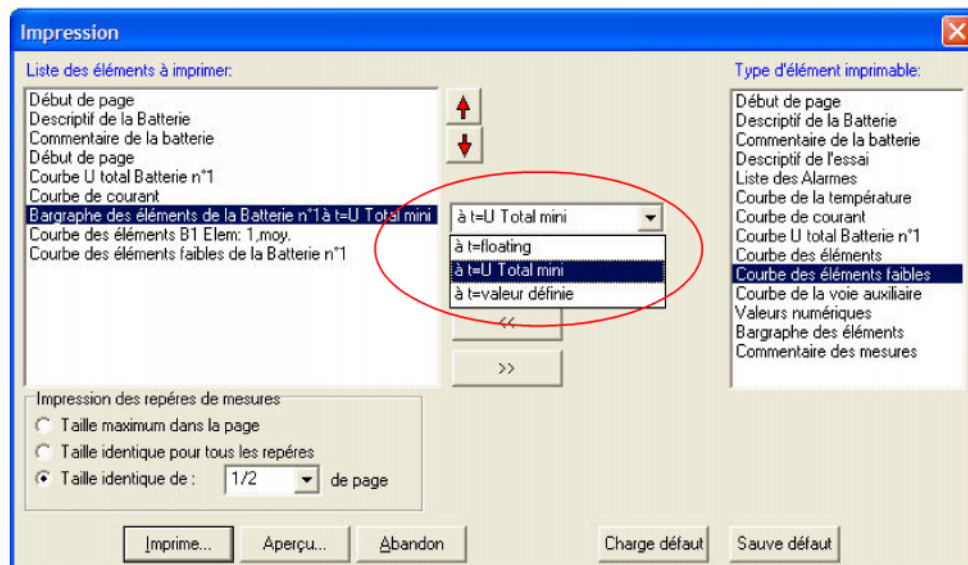 Impression
Liste des éléments à imprimer:
Début de page
Descriptif de la Batterie
Commentaire de la batterie
Début de page
Courbe U total Batterie n°1
Courbe de courant
Bargraphe des éléments de la Batterie n°1à t=U Total mini
Courbe des éléments B1 Elem: 1,moy.
Courbe des éléments faibles de la Batterie n°1
à t=U Total mini
à t=floating
à t=U Total mini
à t=valeur définie
<<
>>
Type d'élément imprimable:
Début de page
Descriptif de la Batterie
Commentaire de la batterie
Descriptif de l'essai
Liste des Alarmes
Courbe de la température
Courbe de courant
Courbe U total Batterie n°1
Courbe des éléments
Courbe des éléments faibles
Courbe de la voie auxiliaire
Valeurs numériques
Bargraphe des éléments
Commentaire des mesures
Impression des repéres de mesures
Taille maximum dans la page
Taille identique pour tous les repéres
Taille identique de : 1/2 de page
Imprime... Aperçu... Abandon Charge défaut Sauve défaut